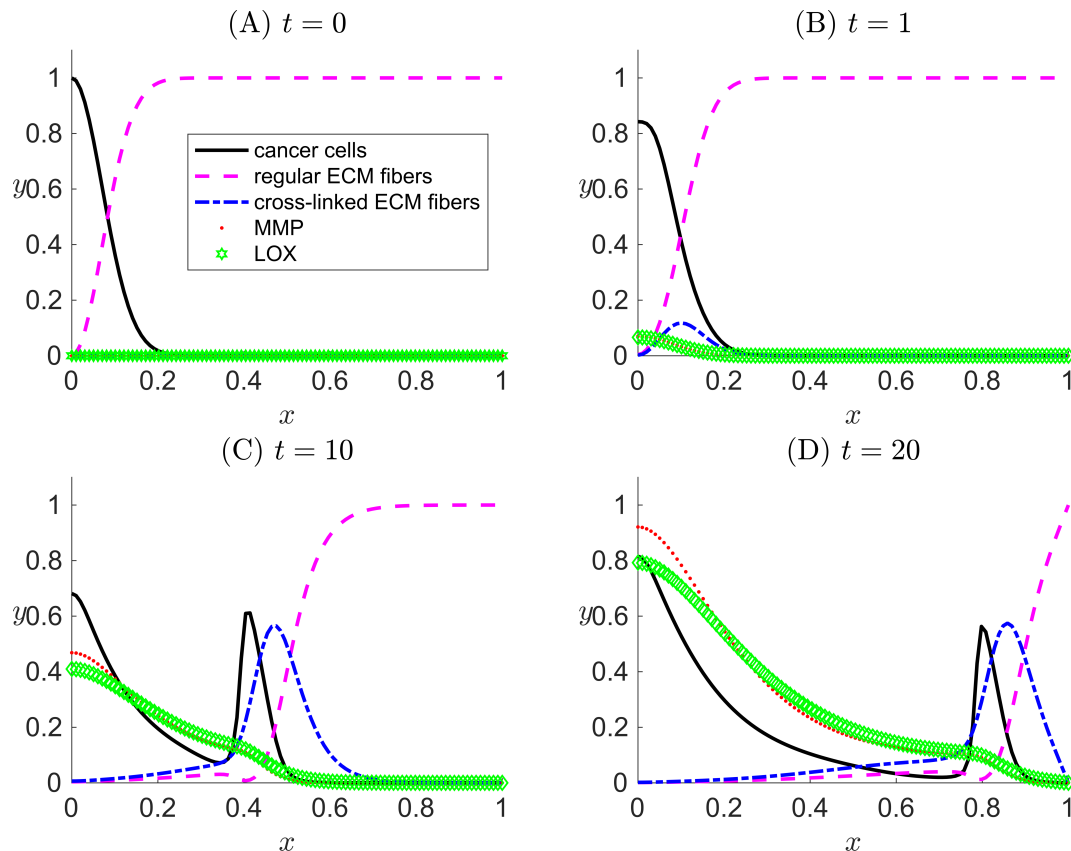 (A) t = 0
1
0.8
y0.6
0.4
0.2
0
0 0.2 0.4 0.6 0.8 1
x
cancer cells
regular ECM fibers
cross-linked ECM fibers
MMP
LOX
(B) t = 1
1
0.8
y0.6
0.4
0.2
0
0 0.2 0.4 0.6 0.8 1
x
(C) t = 10
1
0.8
y0.6
0.4
0.2
0
0 0.2 0.4 0.6 0.8 1
x
(D) t = 20
1
0.8
y0.6
0.4
0.2
0
0 0.2 0.4 0.6 0.8 1
x